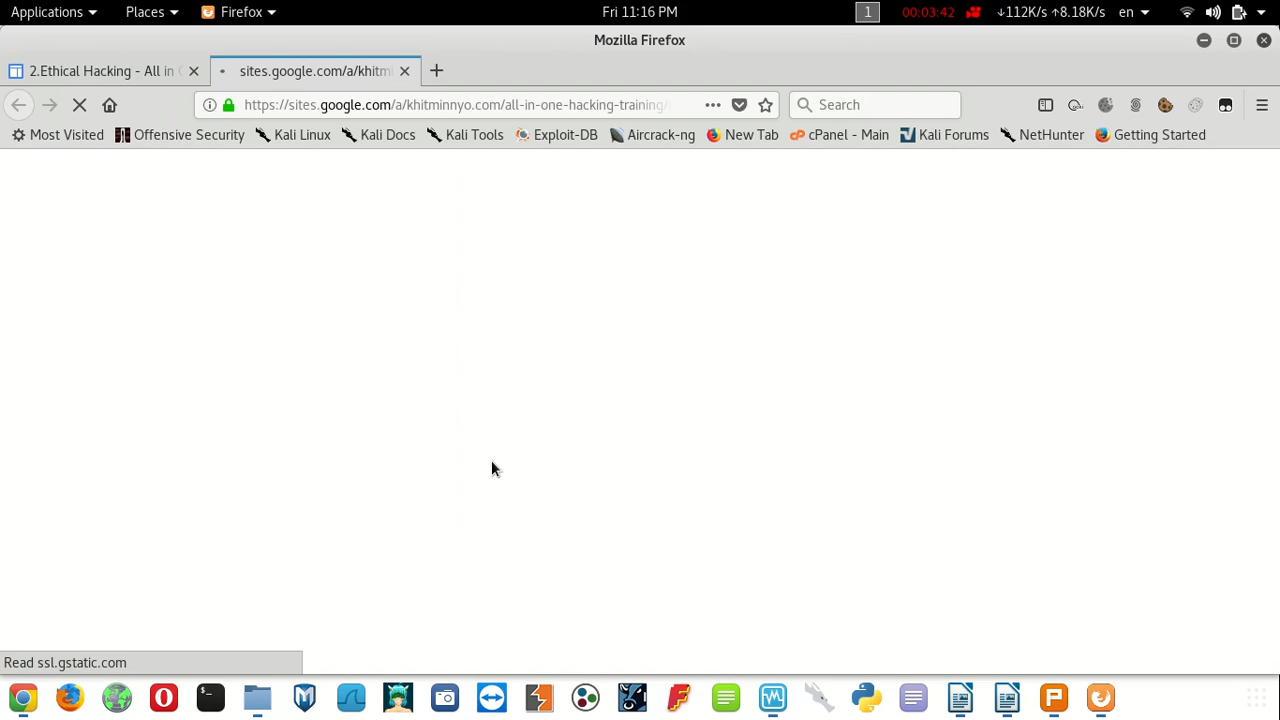 Applications Places Firefox Fri 11:16 PM 1 00:03:42 ↓112K/s ↑8.18K/s en
Mozilla Firefox
2.Ethical Hacking - All in sites.google.com/a/khitmi
https://sites.google.com/a/khitminnyo.com/all-in-one-hacking-training/ Search
Most Visited Offensive Security Kali Linux Kali Docs Kali Tools Exploit-DB Aircrack-ng New Tab cPanel - Main Kali Forums NetHunter Getting Started
Read ssl.gstatic.com